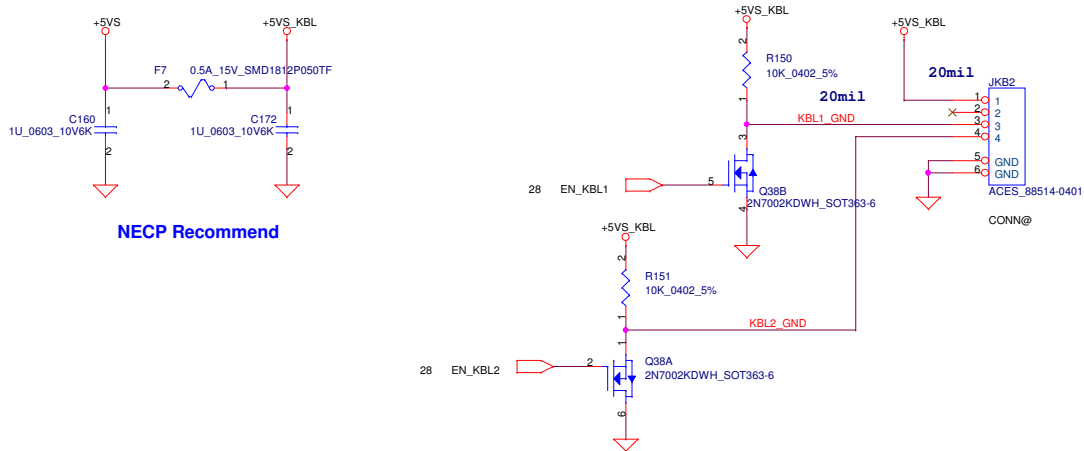 +5VS
+5VS_KBL
F7
0.5A_15V_SMD1812P050TF
2
1
1
C160
1U_0603_10V6K
2
1
C172
1U_0603_10V6K
2
NECP Recommend
+5VS_KBL
2
R150
10K_0402_5%
1
20mil
KBL1_GND
3
28
EN_KBL1
5
Q38B
2N7002KDWH_SOT363-6
4
+5VS_KBL
20mil
JKB2
1
1
2
2
3
3
4
4
5
GND
6
GND
ACES_88514-0401
CONN@
+5VS_KBL
2
R151
10K_0402_5%
1
KBL2_GND
1
28
EN_KBL2
2
Q38A
2N7002KDWH_SOT363-6
6